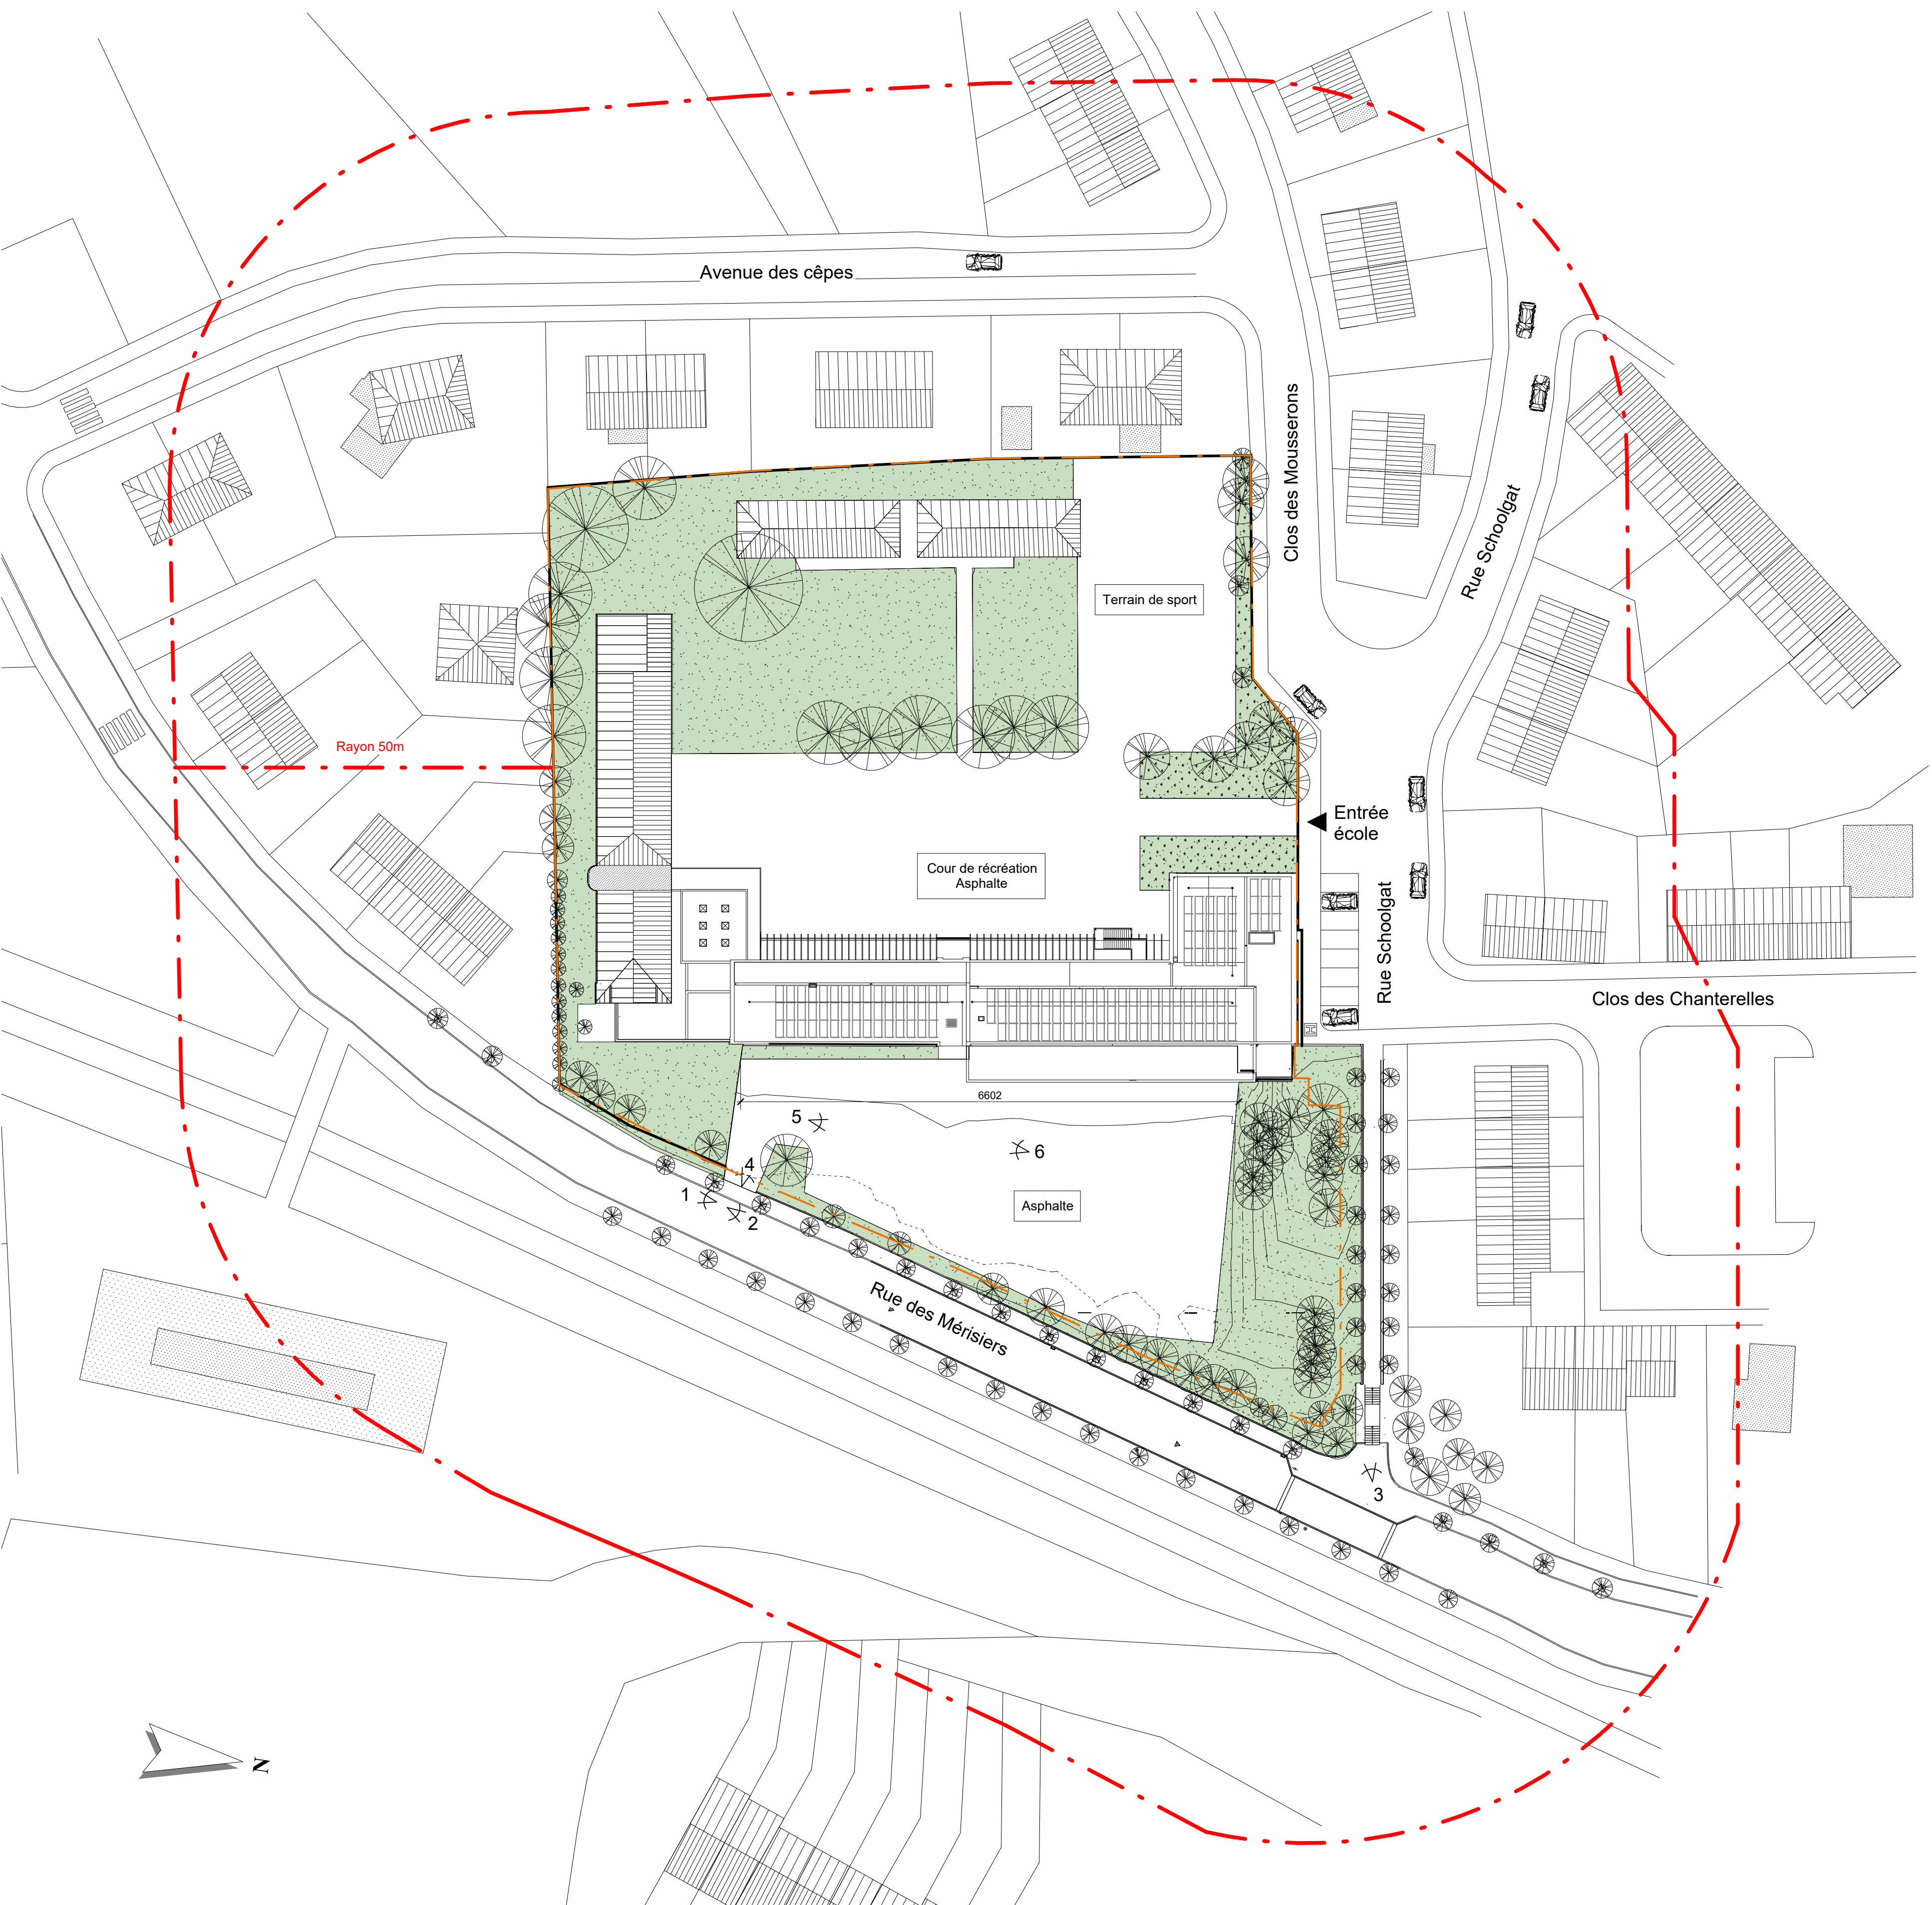 Avenue des cêpes
Clos des Mousserons
Rue Schoolgat
Terrain de sport
Rayon 50m
Entrée
école
Cour de récréation
Asphalte
Rue Schoolgat
Clos des Chanterelles
6602
5
6
4
1
2
Asphalte
Rue des Mérisiers
3
N